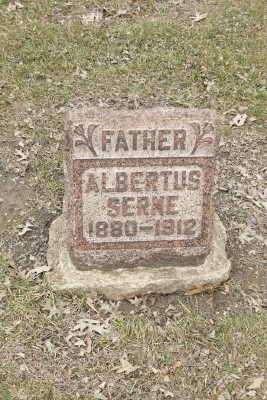 FATHER
ALBERTUS
SERNE
1880-1912